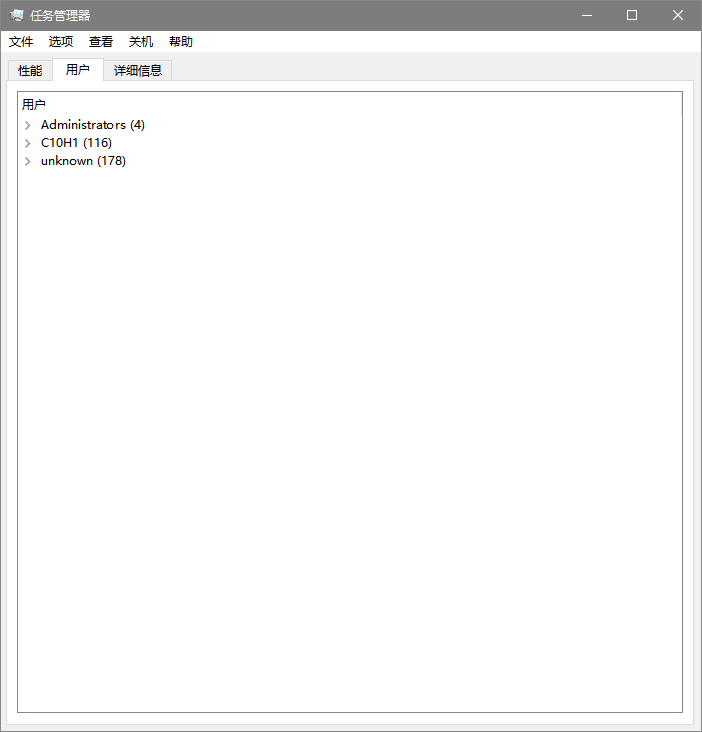 任务管理器
文件 选项 查看 关机 帮助
性能 用户 详细信息
用户
Administrators (4)
C10H1 (116)
unknown (178)